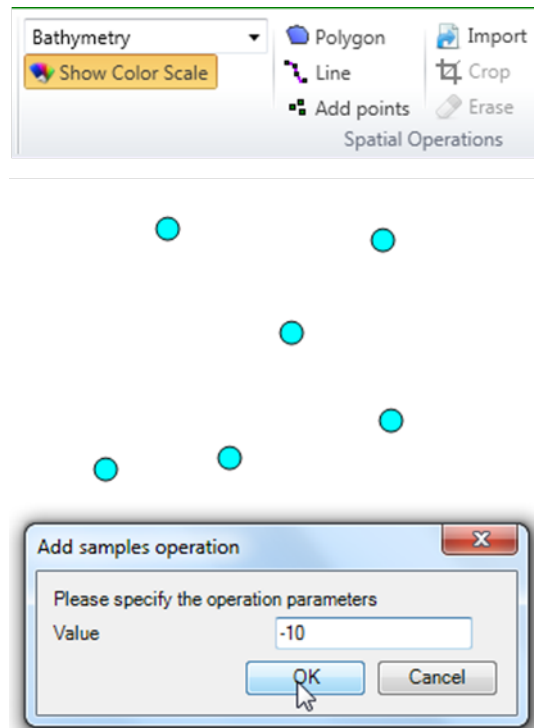 Bathymetry Polygon Import
Show Color Scale Line Crop
Add points Erase
Spatial Operations
Add samples operation
Please specify the operation parameters
Value -10
OK Cancel